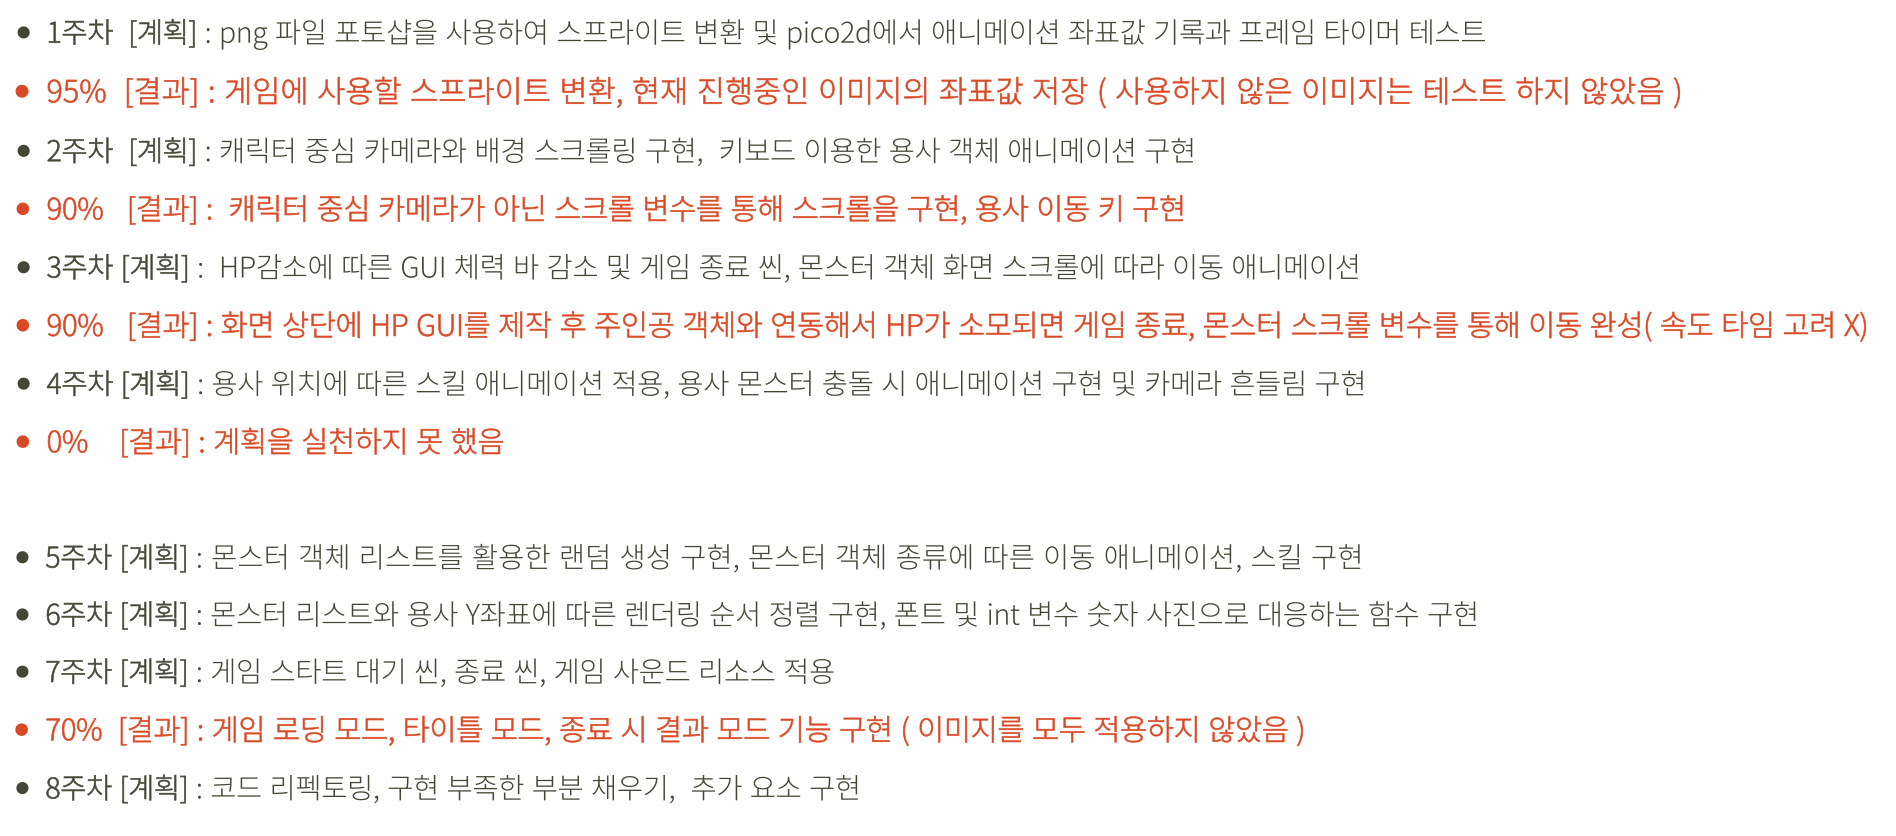 • 1주차 [계획] : png 파일 포토샵을 사용하여 스프라이트 변환 및 pico2d에서 애니메이션 좌표값 기록과 프레임 타이머 테스트
• 95% [결과] : 게임에 사용할 스프라이트 변환, 현재 진행중인 이미지의 좌표값 저장 ( 사용하지 않은 이미지는 테스트 하지 않았음 )
• 2주차 [계획] : 캐릭터 중심 카메라와 배경 스크롤링 구현, 키보드 이용한 용사 객체 애니메이션 구현
• 90% [결과] : 캐릭터 중심 카메라가 아닌 스크롤 변수를 통해 스크롤을 구현, 용사 이동 키 구현
• 3주차 [계획] : HP감소에 따른 GUI 체력 바 감소 및 게임 종료 씬, 몬스터 객체 화면 스크롤에 따라 이동 애니메이션
• 90% [결과] : 화면 상단에 HP GUI를 제작 후 주인공 객체와 연동해서 HP가 소모되면 게임 종료, 몬스터 스크롤 변수를 통해 이동 완성( 속도 타임 고려 X)
• 4주차 [계획] : 용사 위치에 따른 스킬 애니메이션 적용, 용사 몬스터 충돌 시 애니메이션 구현 및 카메라 흔들림 구현
• 0% [결과] : 계획을 실천하지 못 했음
• 5주차 [계획] : 몬스터 객체 리스트를 활용한 랜덤 생성 구현, 몬스터 객체 종류에 따른 이동 애니메이션, 스킬 구현
• 6주차 [계획] : 몬스터 리스트와 용사 Y좌표에 따른 렌더링 순서 정렬 구현, 폰트 및 int 변수 숫자 사진으로 대응하는 함수 구현
• 7주차 [계획] : 게임 스타트 대기 씬, 종료 씬, 게임 사운드 리소스 적용
• 70% [결과] : 게임 로딩 모드, 타이틀 모드, 종료 시 결과 모드 기능 구현 ( 이미지를 모두 적용하지 않았음 )
• 8주차 [계획] : 코드 리펙토링, 구현 부족한 부분 채우기, 추가 요소 구현